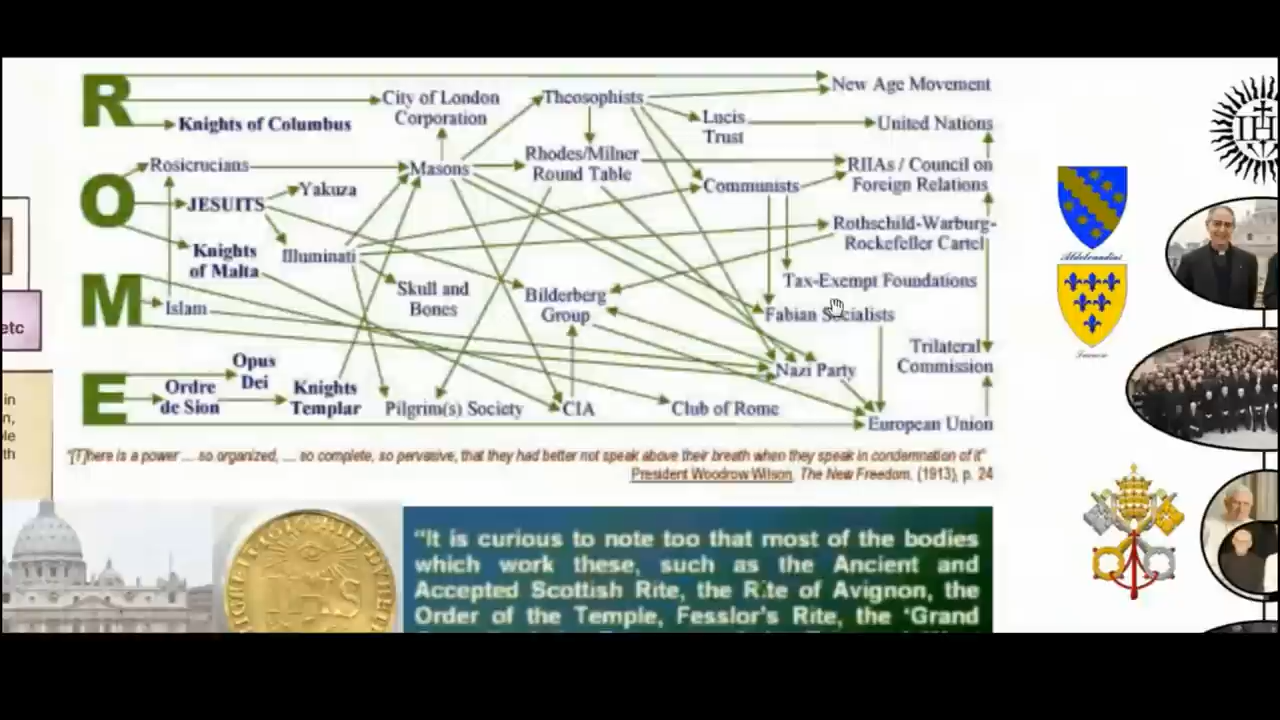 R
O
M
E
New Age Movement
City of London
Corporation
Theosophists
Lucis
Trust
United Nations
Knights of Columbus
Rosicrucians
Masons
Rhodes/Milner
Round Table
RIIAs / Council on
Foreign Relations
Communists
Yakuza
JESUITS
Rothschild-Warburg-
Rockefeller Cartel
Knights
of Malta
Illuminati
Tax-Exempt Foundations
Skull and
Bones
Bilderberg
Group
Islam
Fabian Socialists
Trilateral
Commission
Opus
Dei
Nazi Party
Ordre
de Sion
Knights
Templar
Pilgrim(s) Society
CIA
Club of Rome
European Union
"[T]here is a power ... so organized, ... so complete, so pervasive, that they had better not speak above their breath when they speak in condemnation of it"
President Woodrow Wilson, The New Freedom, (1913), p. 24
"It is curious to note too that most of the bodies
which work these, such as the Ancient and
Accepted Scottish Rite, the Rite of Avignon, the
Order of the Temple, Fessler's Rite, the 'Grand
etc
in
n,
le
th
Aldobrandini
Farnese
IHS